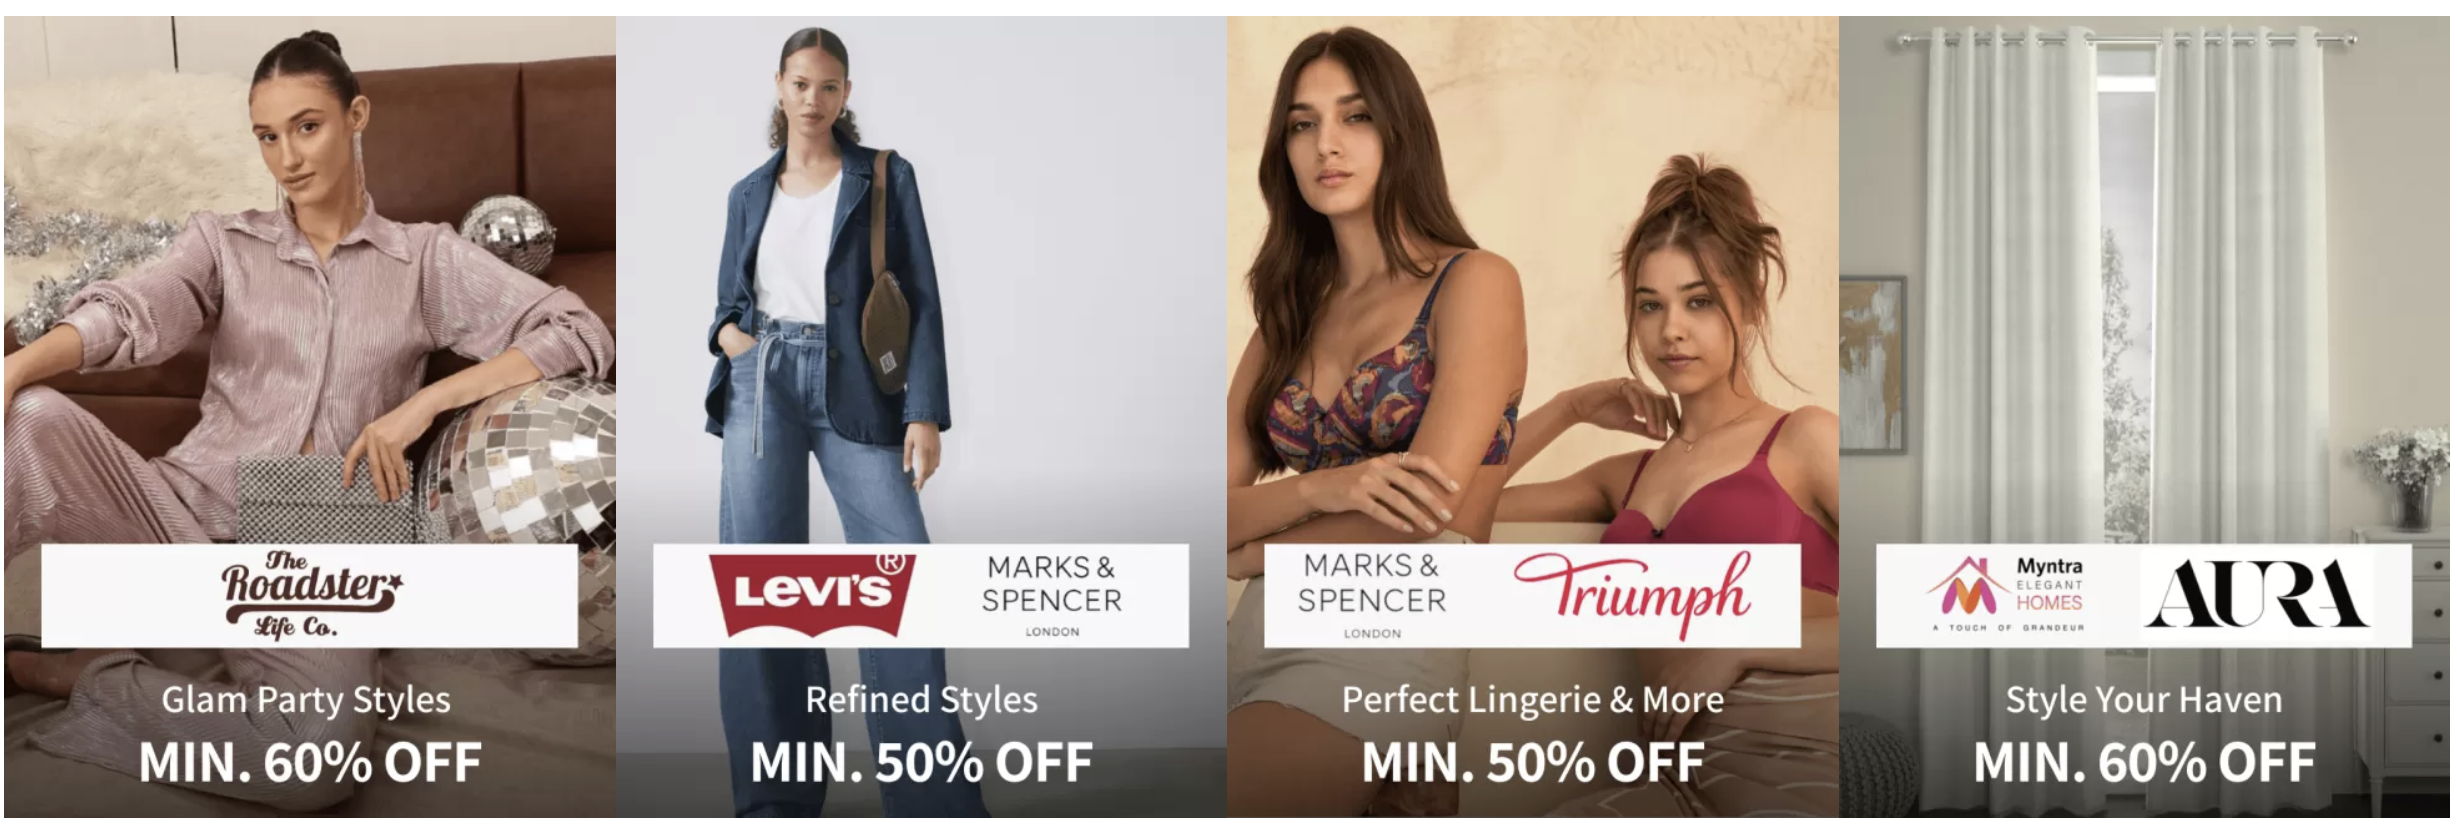 The
Roadster
Life Co.
Glam Party Styles
MIN. 60% OFF
LEVI'S®
MARKS &
SPENCER
LONDON
Refined Styles
MIN. 50% OFF
MARKS &
SPENCER
LONDON
Triumph
Perfect Lingerie & More
MIN. 50% OFF
Myntra
ELEGANT
HOMES
A TOUCH OF GRANDEUR
AURA
Style Your Haven
MIN. 60% OFF